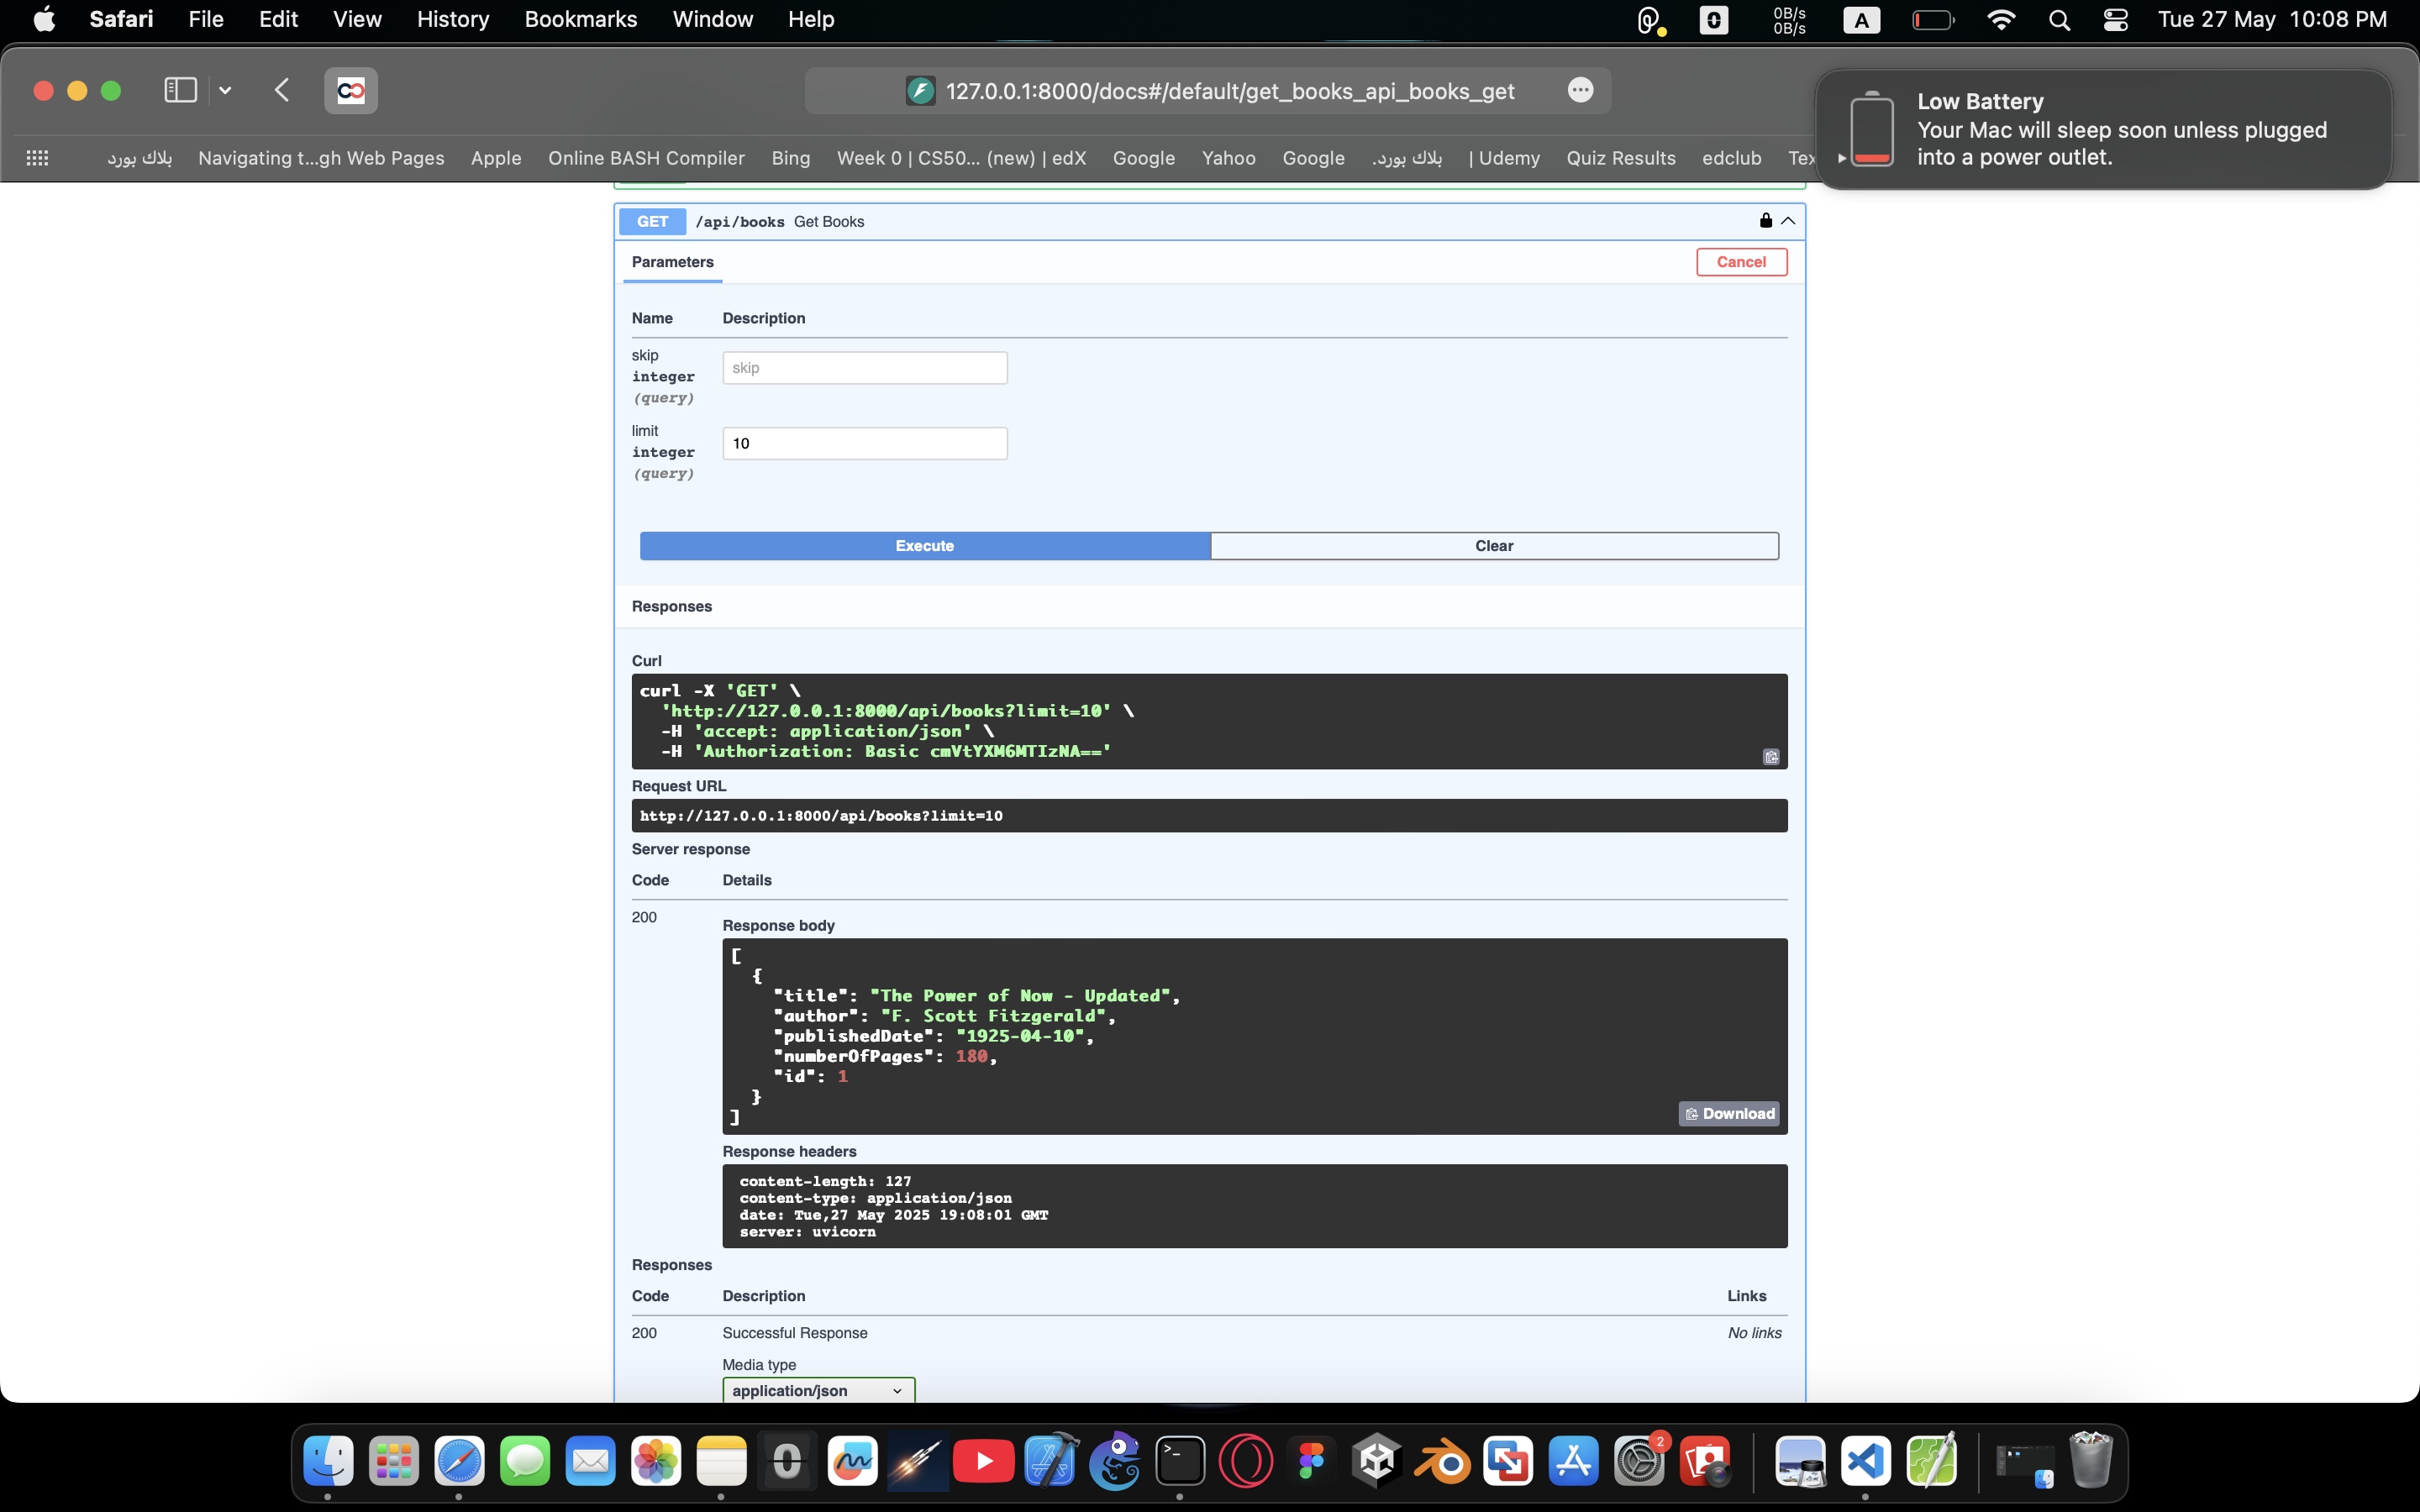 Safari File Edit View History Bookmarks Window Help 0B/s 0B/s A Tue 27 May 10:08 PM
127.0.0.1:8000/docs#/default/get_books_api_books_get
Low Battery
Your Mac will sleep soon unless plugged
into a power outlet.
بلاك بورد Navigating t...gh Web Pages Apple Online BASH Compiler Bing Week 0 | CS50... (new) | edX Google Yahoo Google بلاك بورد. | Udemy Quiz Results edclub
GET /api/books Get Books
Parameters
Cancel
Name Description
skip
integer
(query)
skip
limit
integer
(query)
10
Execute
Clear
Responses
Curl
curl -X 'GET' \
'http://127.0.0.1:8000/api/books?limit=10' \
-H 'accept: application/json' \
-H 'Authorization: Basic cmVtYXM6MTIzNA=='
Request URL
http://127.0.0.1:8000/api/books?limit=10
Server response
Code Details
200
Response body
[
{
"title": "The Power of Now - Updated",
"author": "F. Scott Fitzgerald",
"publishedDate": "1925-04-10",
"numberOfPages": 180,
"id": 1
}
]
Download
Response headers
content-length: 127
content-type: application/json
date: Tue,27 May 2025 19:08:01 GMT
server: uvicorn
Responses
Code Description Links
200 Successful Response No links
Media type
application/json
2